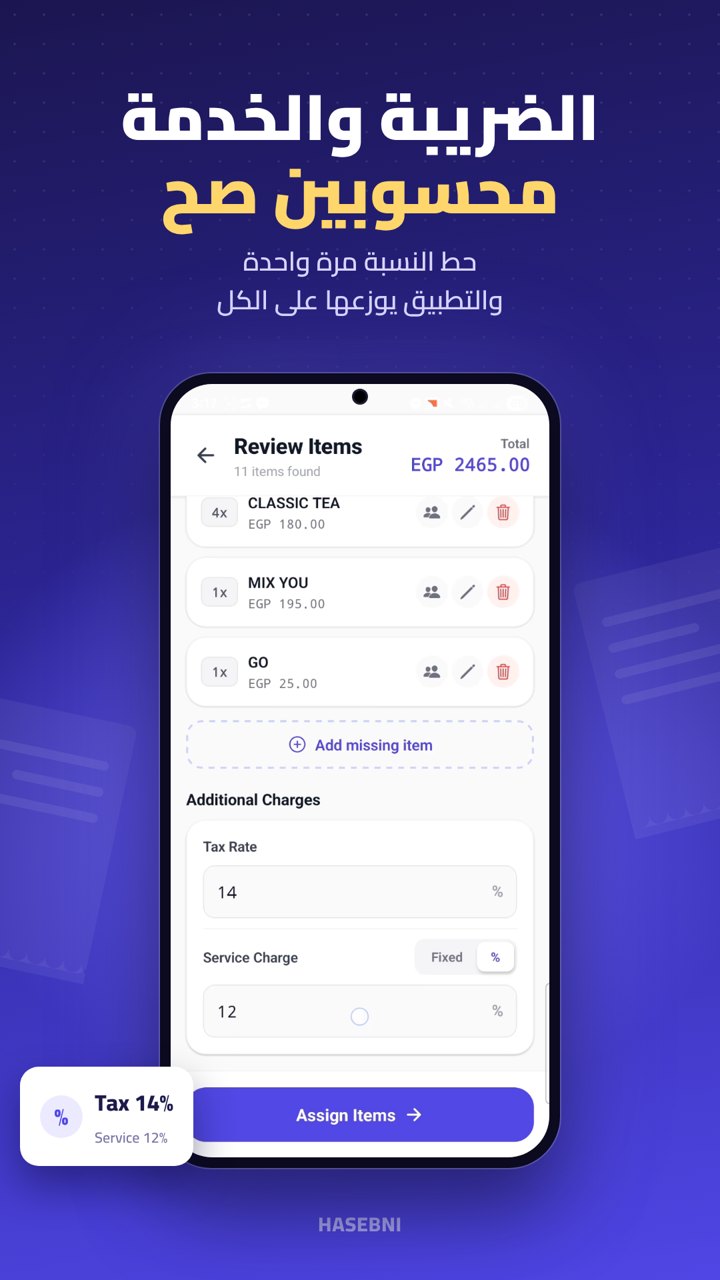 الضريبة والخدمة
محسوبين صح
حط النسبة مرة واحدة
والتطبيق يوزعها على الكل
Review Items
11 items found
Total
EGP 2465.00
4x
CLASSIC TEA
EGP 180.00
1x
MIX YOU
EGP 195.00
1x
GO
EGP 25.00
Add missing item
Additional Charges
Tax Rate
14 %
Service Charge
Fixed %
12 %
Assign Items →
% Tax 14%
Service 12%
HASEBNI